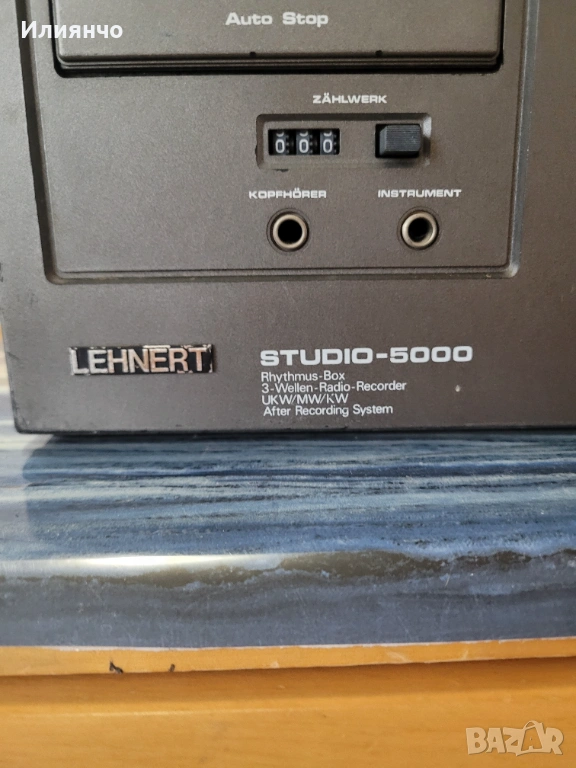 Илиянчо
Auto Stop
ZÄHLWERK
0 0 0
KOPFHÖRER INSTRUMENT
LEHNERT
STUDIO-5000
Rhythmus-Box
3-Wellen-Radio-Recorder
UKW/MW/KW
After Recording System
BAZAR